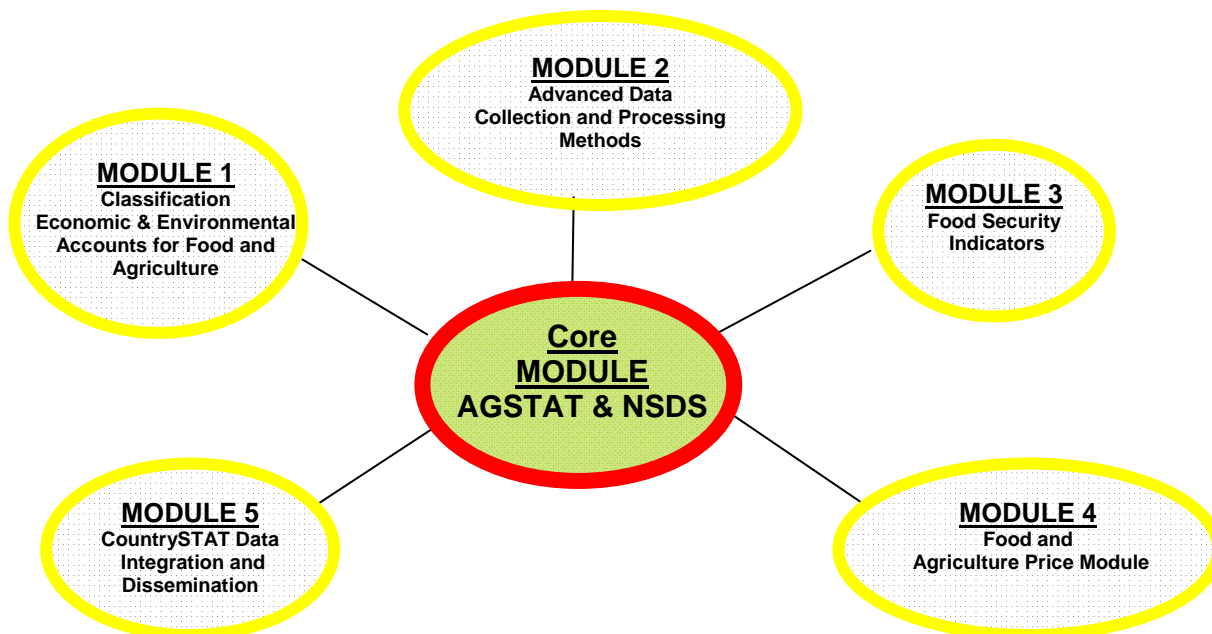 MODULE 2
Advanced Data
Collection and Processing
Methods
MODULE 1
Classification
Economic & Environmental
Accounts for Food and
Agriculture
MODULE 3
Food Security
Indicators
Core
MODULE
AGSTAT & NSDS
MODULE 5
CountrySTAT Data
Integration and
Dissemination
MODULE 4
Food and
Agriculture Price Module